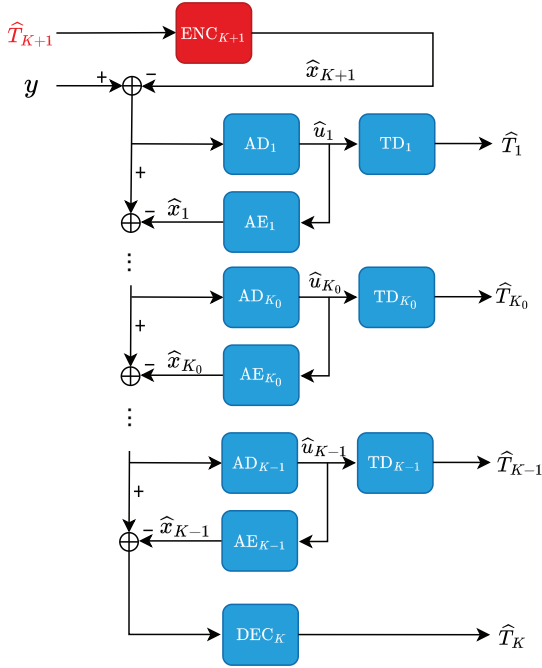 T̂_{K+1} ENC_{K+1}
x̂_{K+1}
y + −
AD_1 û_1 TD_1 T̂_1
+
− x̂_1 AE_1
⋮
AD_{K_0} û_{K_0} TD_{K_0} T̂_{K_0}
+
− x̂_{K_0} AE_{K_0}
⋮
AD_{K−1} û_{K−1} TD_{K−1} T̂_{K−1}
+
− x̂_{K−1} AE_{K−1}
DEC_K T̂_K